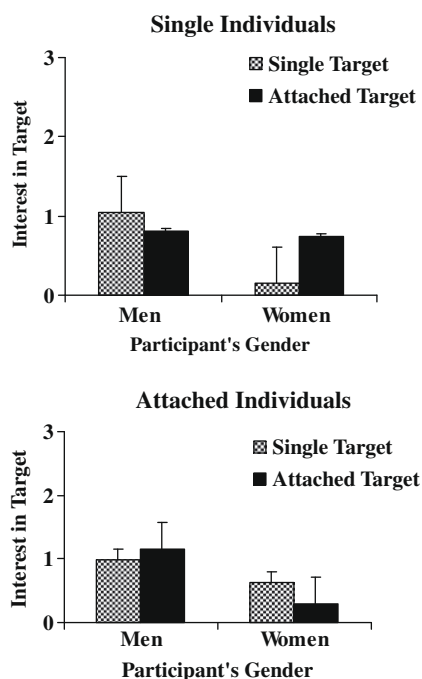 Single Individuals
3
Single Target
Attached Target
2
1
0
Interest in Target
Men Women
Participant's Gender
Attached Individuals
3
Single Target
Attached Target
2
1
0
Interest in Target
Men Women
Participant's Gender